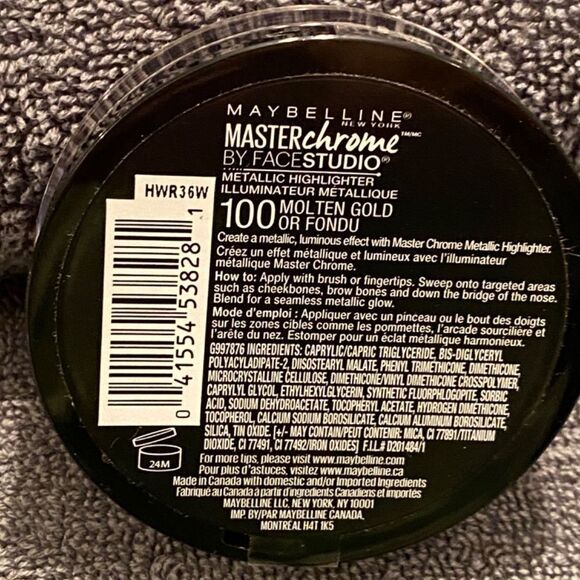 MAYBELLINE®
NEW YORK
MASTERchrome™/MC
BY FACESTUDIO®
METALLIC HIGHLIGHTER
ILLUMINATEUR MÉTALLIQUE
100 MOLTEN GOLD
OR FONDU
Create a metallic, luminous effect with Master Chrome Metallic Highlighter.
Créez un effet métallique et lumineux avec l'illuminateur
métallique Master Chrome.
How to: Apply with brush or fingertips. Sweep onto targeted areas
such as cheekbones, brow bones and down the bridge of the nose.
Blend for a seamless metallic glow.
Mode d'emploi : Appliquer avec un pinceau ou le bout des doigts
sur les zones cibles comme les pommettes, l'arcade sourcilière et
l'arête du nez. Estomper pour un éclat métallique harmonieux.
G997876 INGREDIENTS: CAPRYLIC/CAPRIC TRIGLYCERIDE, BIS-DIGLYCERYL
POLYACYLADIPATE-2, DIISOSTEARYL MALATE, PHENYL TRIMETHICONE, DIMETHICONE,
MICROCRYSTALLINE CELLULOSE, DIMETHICONE/VINYL DIMETHICONE CROSSPOLYMER,
CAPRYLYL GLYCOL, ETHYLHEXYLGLYCERIN, SYNTHETIC FLUORPHLOGOPITE, SORBIC
ACID, SODIUM DEHYDROACETATE, TOCOPHERYL ACETATE, HYDROGEN DIMETHICONE,
TOCOPHEROL, CALCIUM SODIUM BOROSILICATE, CALCIUM ALUMINUM BOROSILICATE,
SILICA, TIN OXIDE. [+/- MAY CONTAIN/PEUT CONTENIR: MICA, CI 77891/TITANIUM
DIOXIDE, CI 77491, CI 77492/IRON OXIDES] F.I.L# D201484/1
For more tips, please visit www.maybelline.com
Pour plus d'astuces, visitez www.maybelline.ca
Made in Canada with domestic and/or Imported Ingredients
Fabriqué au Canada à partir d'ingrédients Canadiens et importés
MAYBELLINE LLC, NEW YORK, NY 10001
IMP. BY/PAR MAYBELLINE CANADA,
MONTRÉAL H4T 1K5
HWR36W
0 41554 53828 1
24M